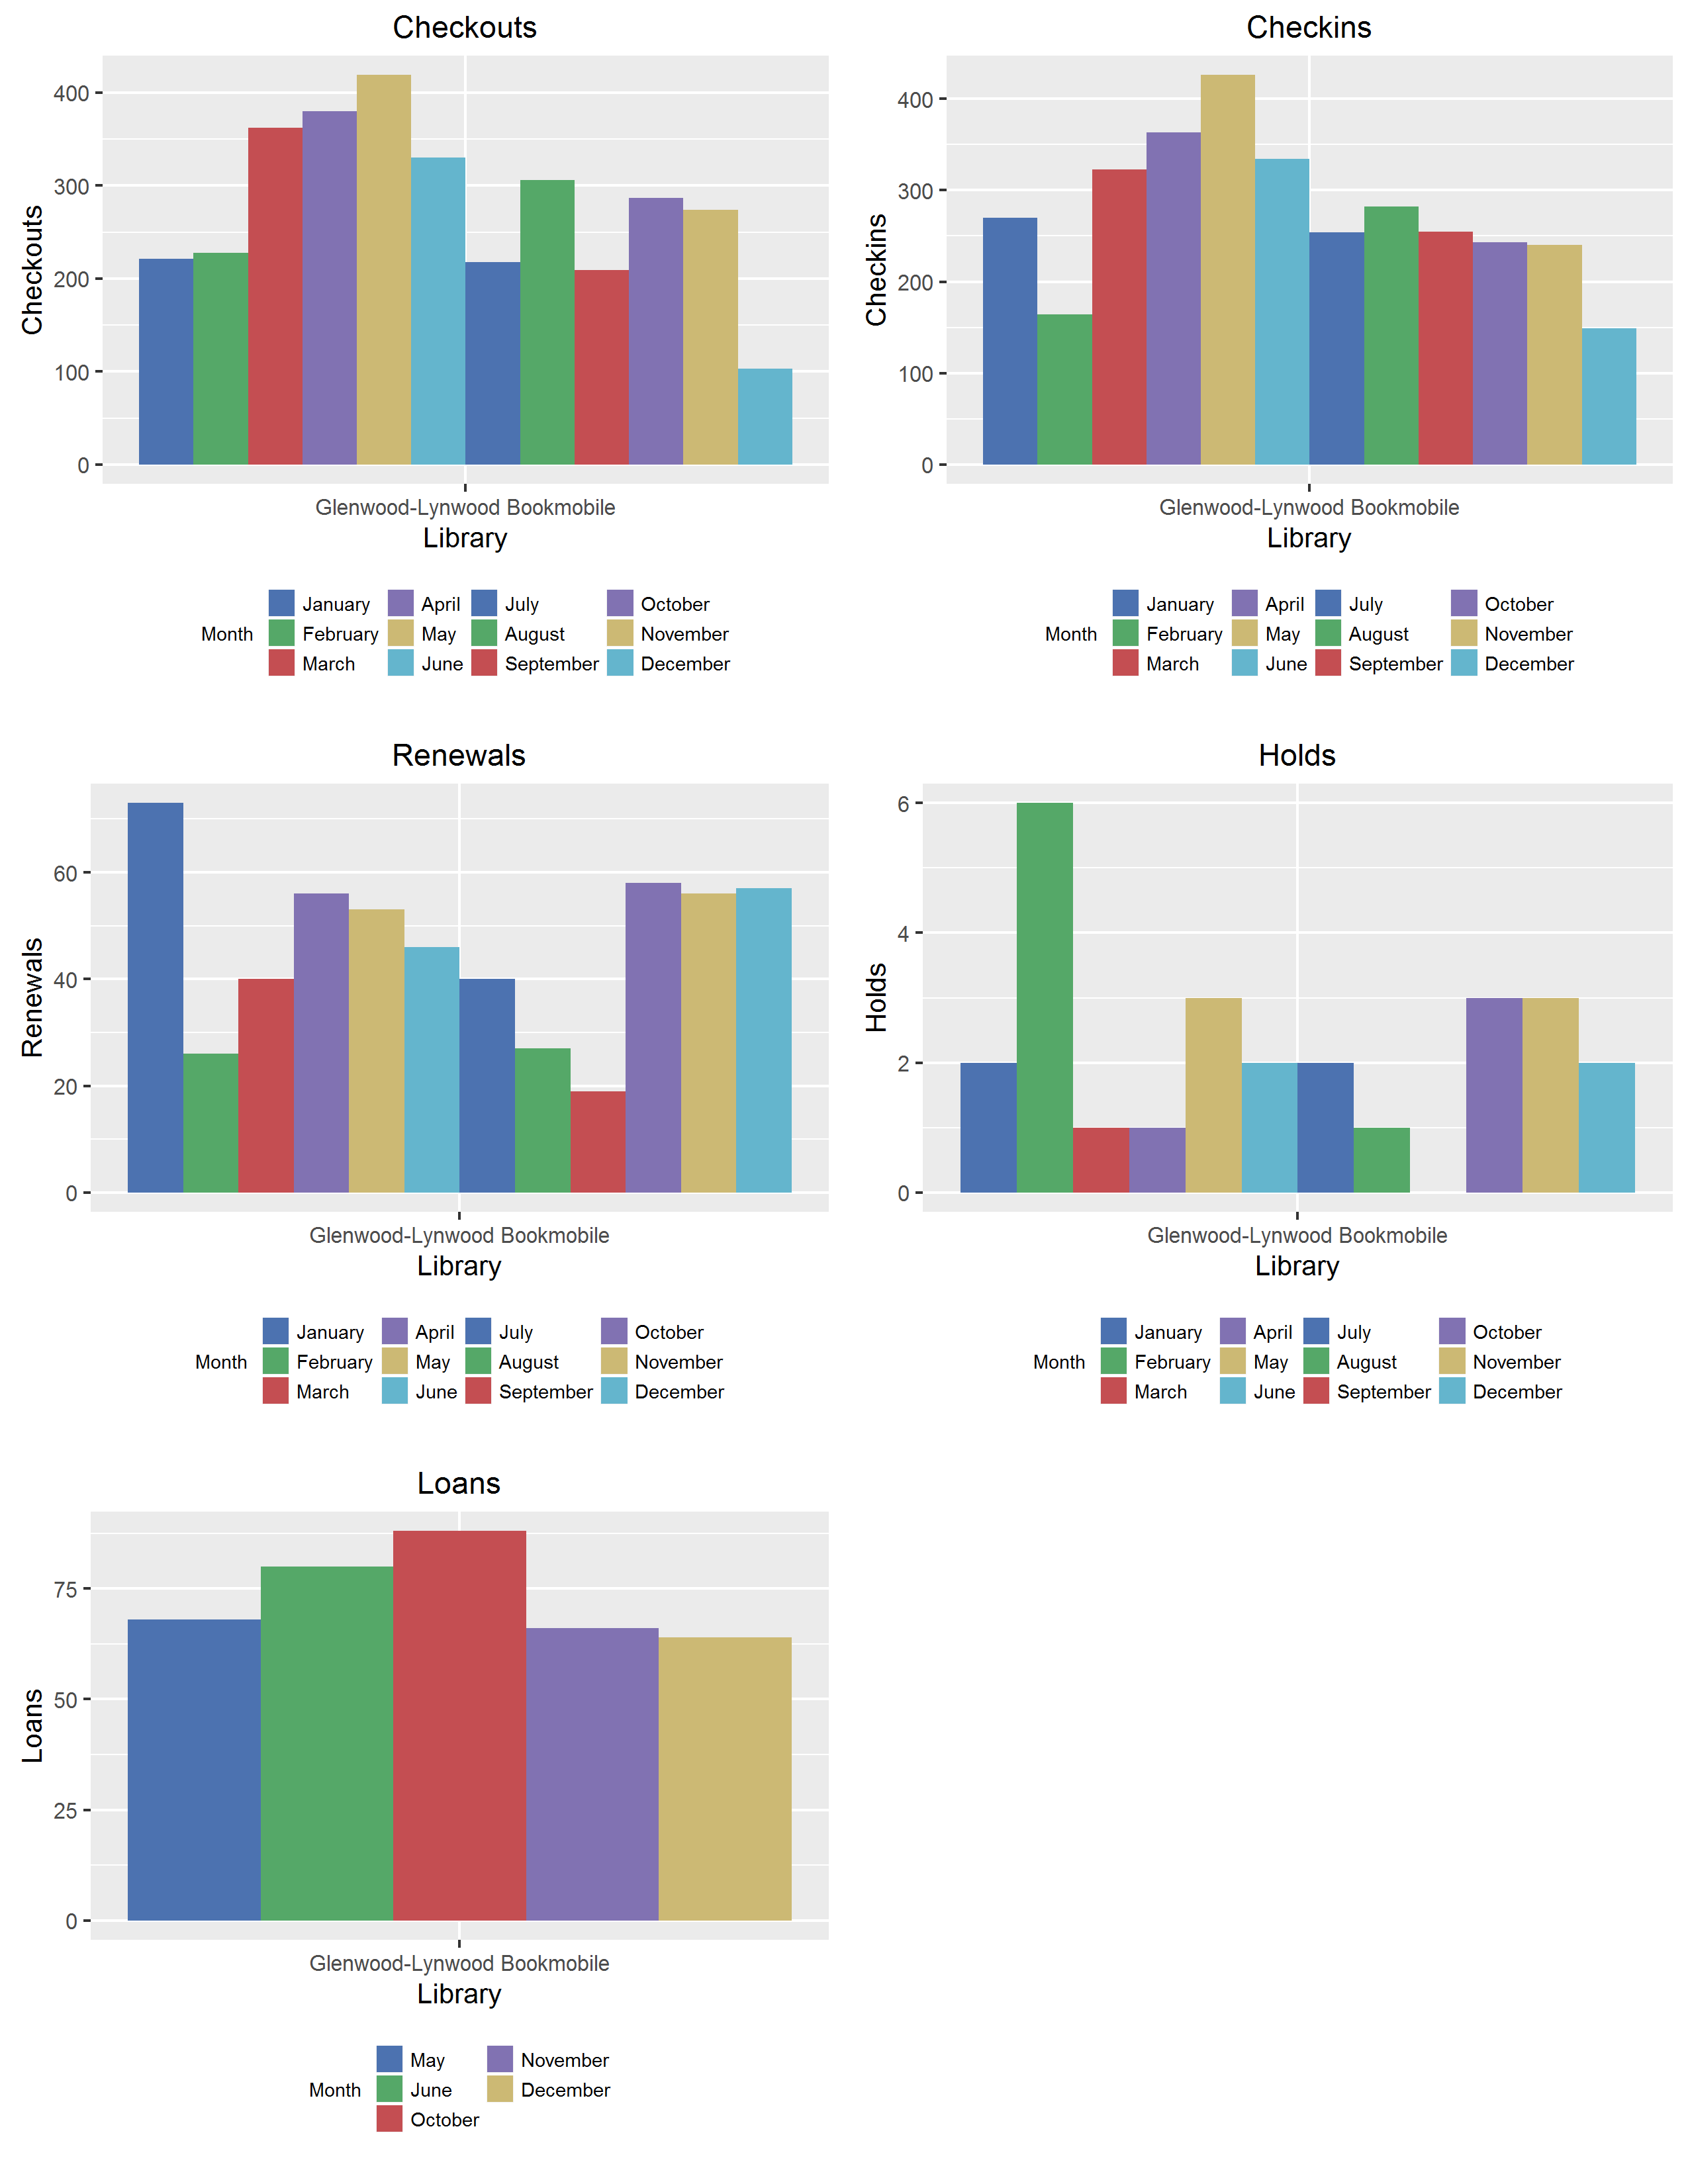 Checkouts
Checkouts
400
300
200
100
0
Glenwood-Lynwood Bookmobile
Library
Month
January
February
March
April
May
June
July
August
September
October
November
December
Checkins
Checkins
400
300
200
100
0
Glenwood-Lynwood Bookmobile
Library
Month
January
February
March
April
May
June
July
August
September
October
November
December
Renewals
Renewals
60
40
20
0
Glenwood-Lynwood Bookmobile
Library
Month
January
February
March
April
May
June
July
August
September
October
November
December
Holds
Holds
6
4
2
0
Glenwood-Lynwood Bookmobile
Library
Month
January
February
March
April
May
June
July
August
September
October
November
December
Loans
Loans
75
50
25
0
Glenwood-Lynwood Bookmobile
Library
Month
May
June
October
November
December